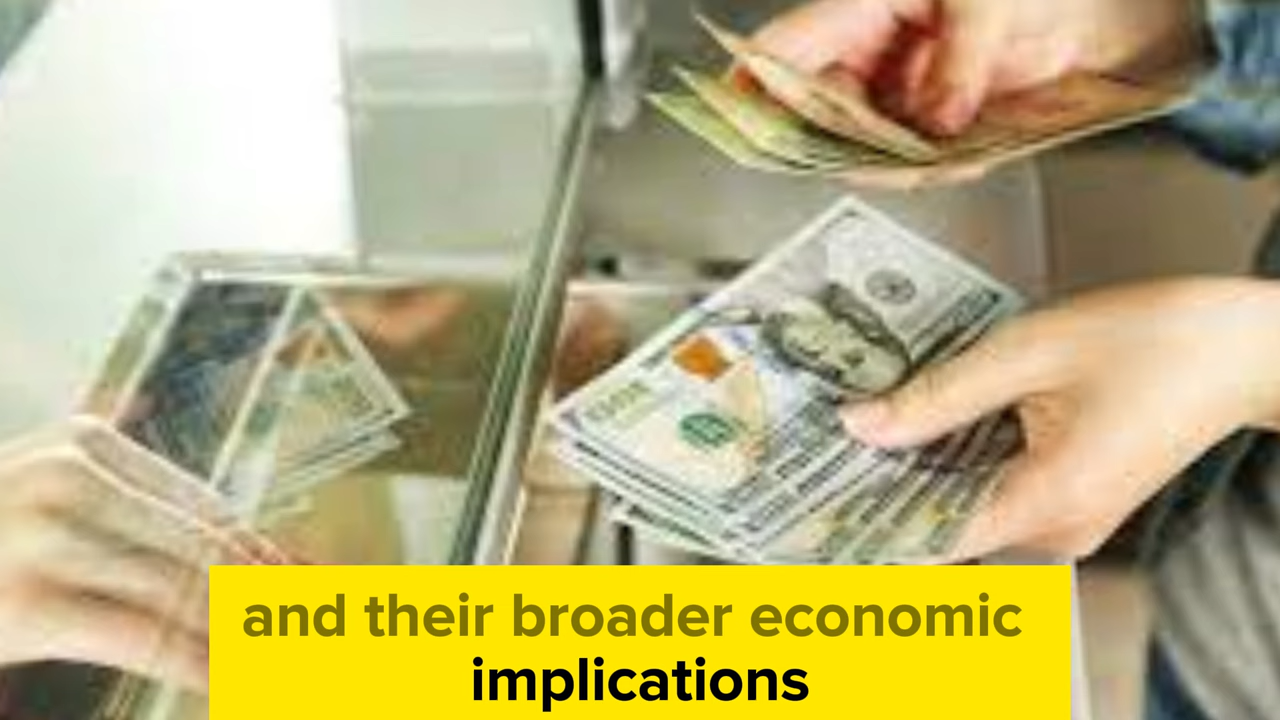 and their broader economic
implications